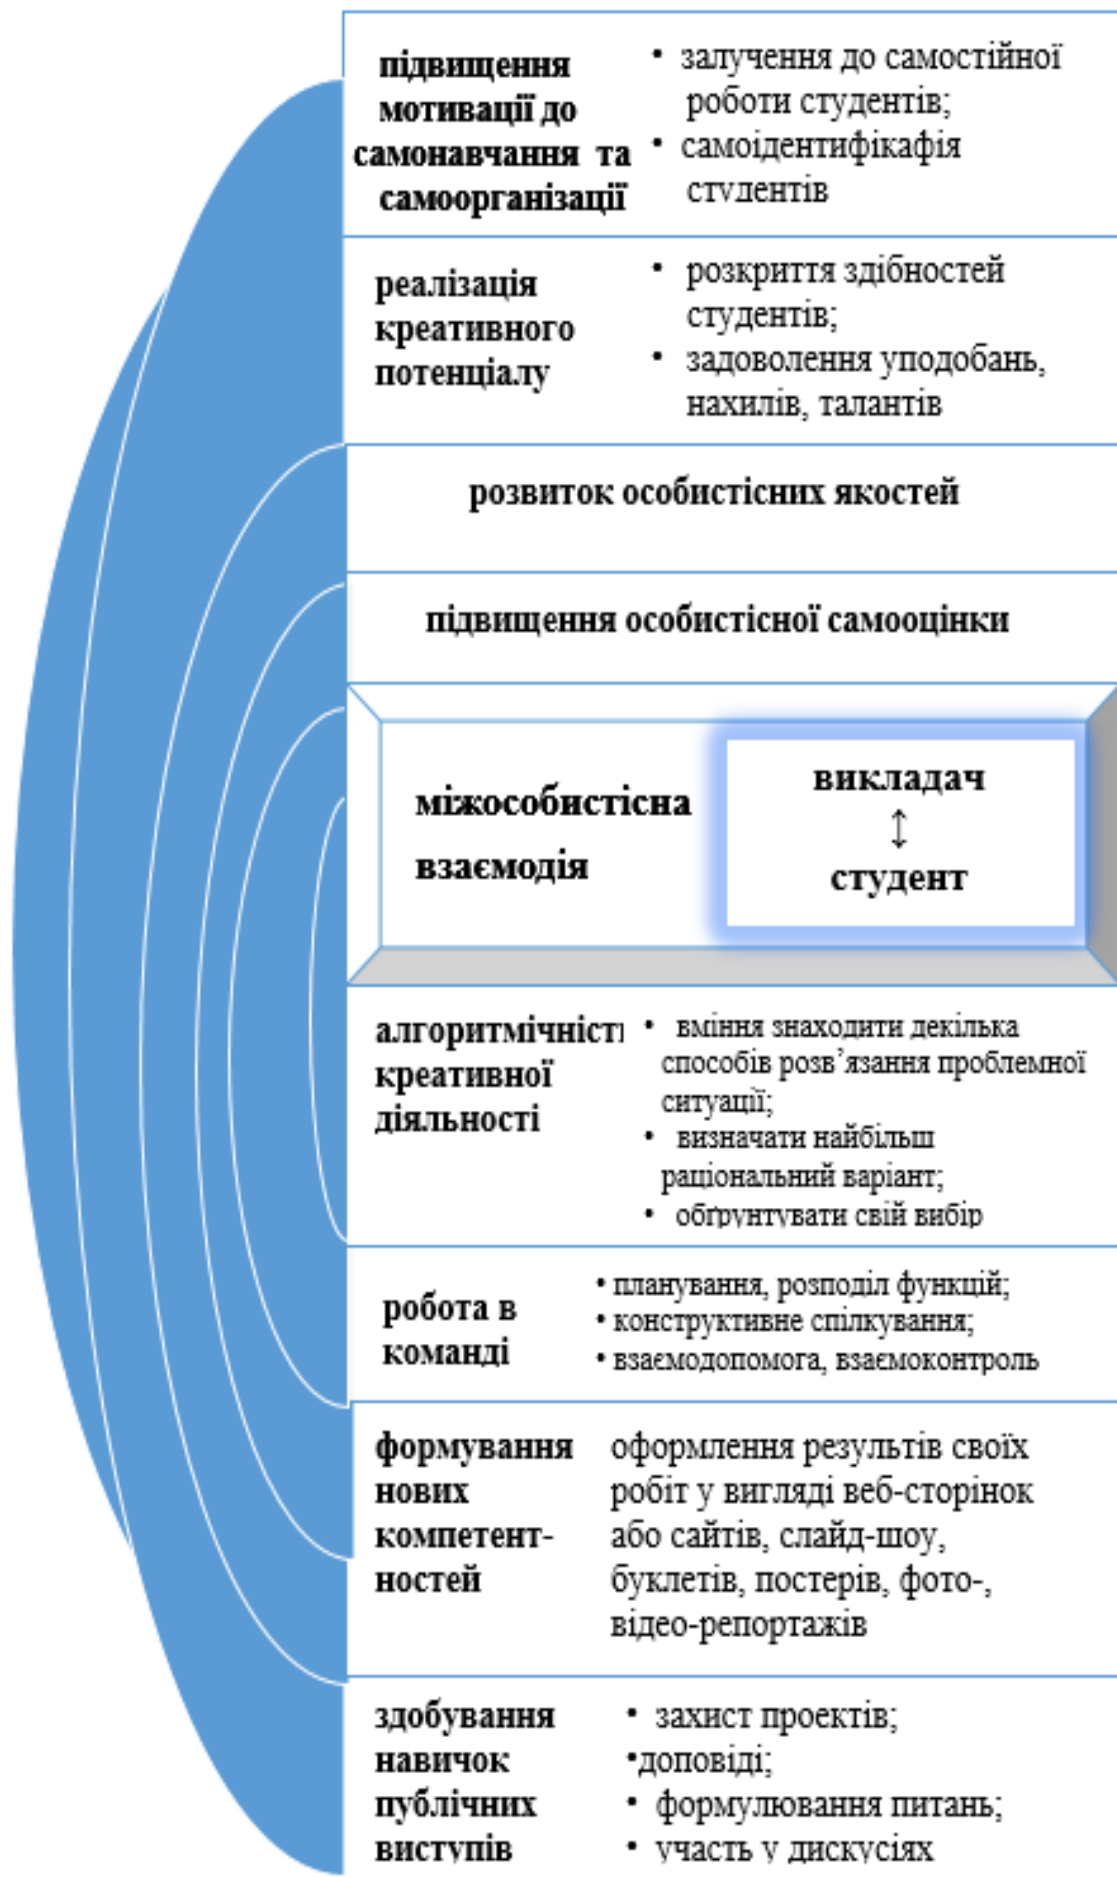 підвищення
мотивації до
самонавчання та
самоорганізації
• залучення до самостійної
роботи студентів;
• самоідентифікафія
студентів
реалізація
креативного
потенціалу
• розкриття здібностей
студентів;
• задоволення уподобань,
нахилів, талантів
розвиток особистісних якостей
підвищення особистісної самооцінки
міжособистісна
взаємодія
викладач
↕
студент
алгоритмічність
креативної
діяльності
• вміння знаходити декілька
способів розв’язання проблемної
ситуації;
• визначати найбільш
раціональний варіант;
• обґрунтувати свій вибір
робота в
команді
• планування, розподіл функцій;
• конструктивне спілкування;
• взаємодопомога, взаємоконтроль
формування
нових
компетент-
ностей
оформлення результів своїх
робіт у вигляді веб-сторінок
або сайтів, слайд-шоу,
буклетів, постерів, фото-,
відео-репортажів
здобування
навичок
публічних
виступів
• захист проектів;
•доповіді;
• формулювання питань;
• участь у дискусіях